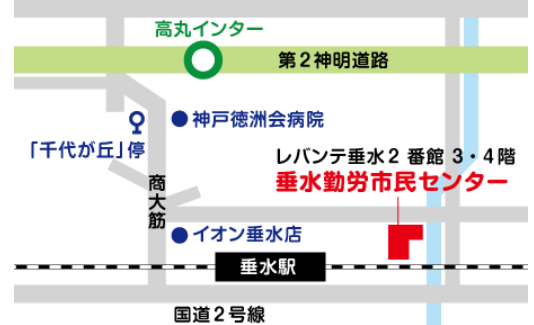 高丸インター
第2神明道路
神戸徳洲会病院
「千代が丘」停
レバンテ垂水2 番館 3・4階
垂水勤労市民センター
商大筋
イオン垂水店
垂水駅
国道2号線